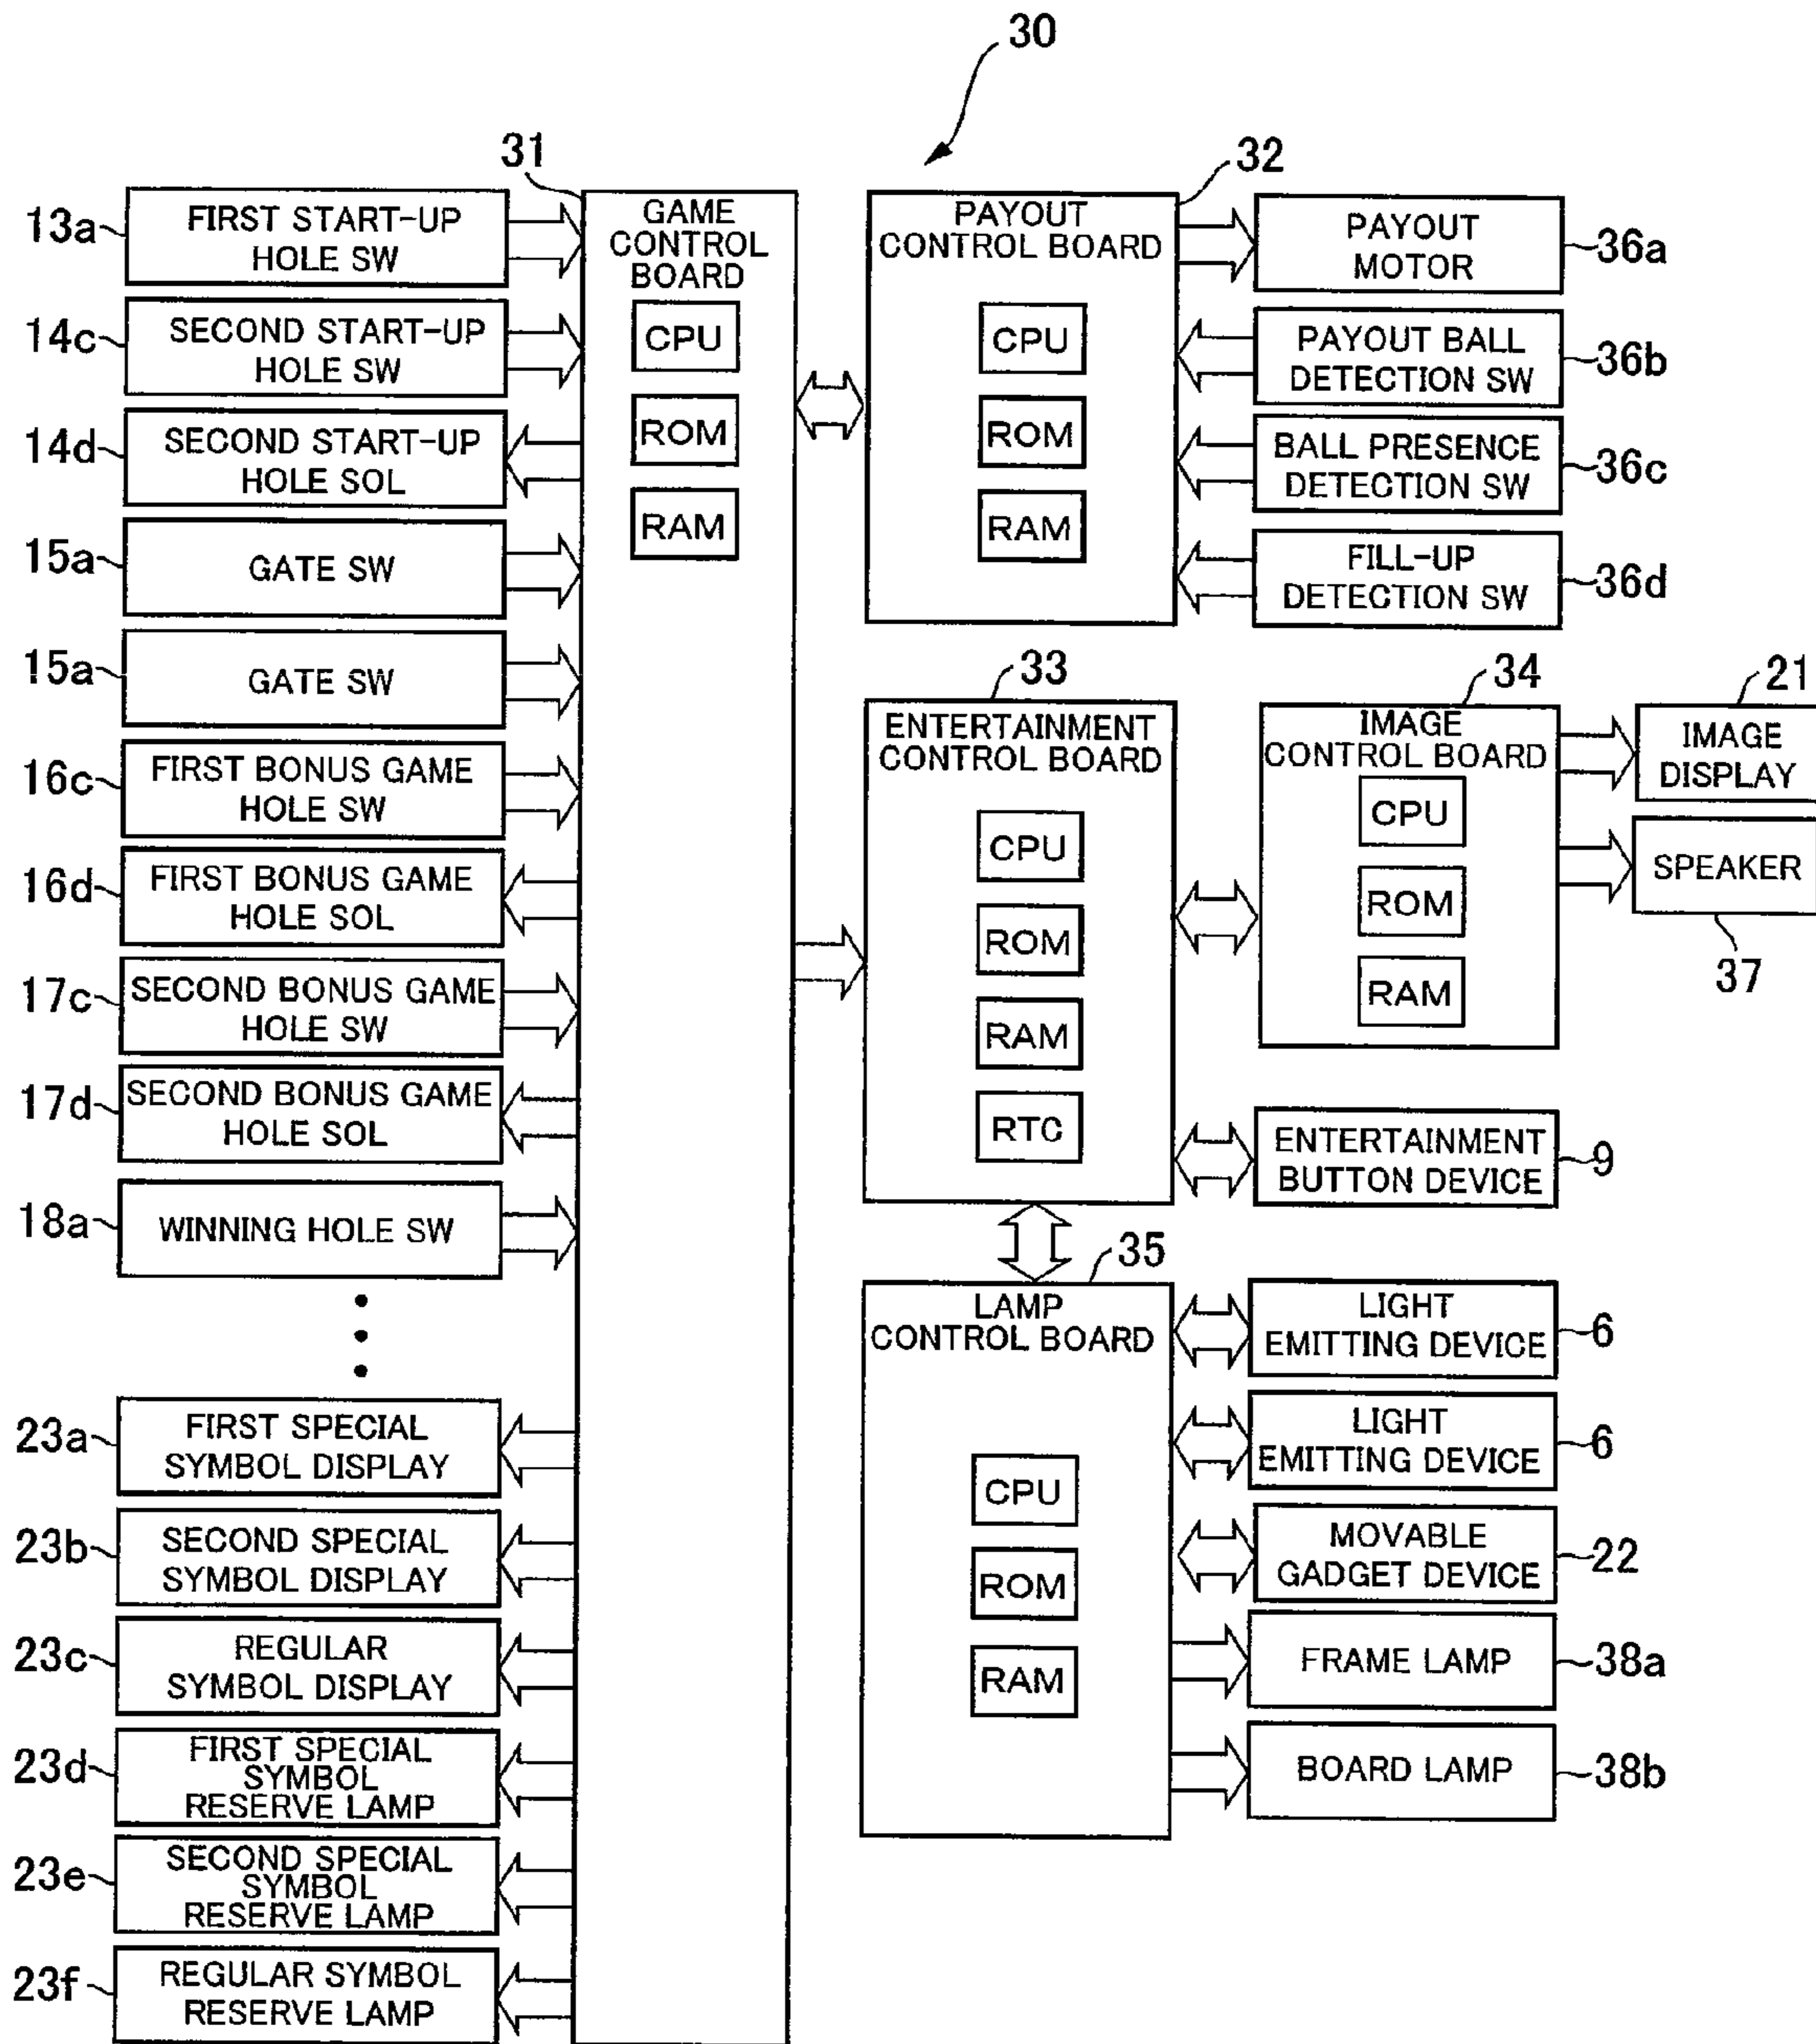 30
31
32
13a
FIRST START-UP
HOLE SW
14c
SECOND START-UP
HOLE SW
14d
SECOND START-UP
HOLE SOL
15a
GATE SW
15a
GATE SW
16c
FIRST BONUS GAME
HOLE SW
16d
FIRST BONUS GAME
HOLE SOL
17c
SECOND BONUS GAME
HOLE SW
17d
SECOND BONUS GAME
HOLE SOL
18a
WINNING HOLE SW
23a
FIRST SPECIAL
SYMBOL DISPLAY
23b
SECOND SPECIAL
SYMBOL DISPLAY
23c
REGULAR
SYMBOL DISPLAY
23d
FIRST SPECIAL
SYMBOL
RESERVE LAMP
23e
SECOND SPECIAL
SYMBOL
RESERVE LAMP
23f
REGULAR SYMBOL
RESERVE LAMP
GAME
CONTROL
BOARD
CPU
ROM
RAM
PAYOUT
CONTROL BOARD
CPU
ROM
RAM
PAYOUT
MOTOR
36a
PAYOUT BALL
DETECTION SW
36b
BALL PRESENCE
DETECTION SW
36c
FILL-UP
DETECTION SW
36d
33
ENTERTAINMENT
CONTROL BOARD
CPU
ROM
RAM
RTC
34
IMAGE
CONTROL BOARD
CPU
ROM
RAM
21
IMAGE
DISPLAY
SPEAKER
37
ENTERTAINMENT
BUTTON DEVICE
9
35
LAMP
CONTROL BOARD
CPU
ROM
RAM
LIGHT
EMITTING DEVICE
6
LIGHT
EMITTING DEVICE
6
MOVABLE
GADGET DEVICE
22
FRAME LAMP
38a
BOARD LAMP
38b